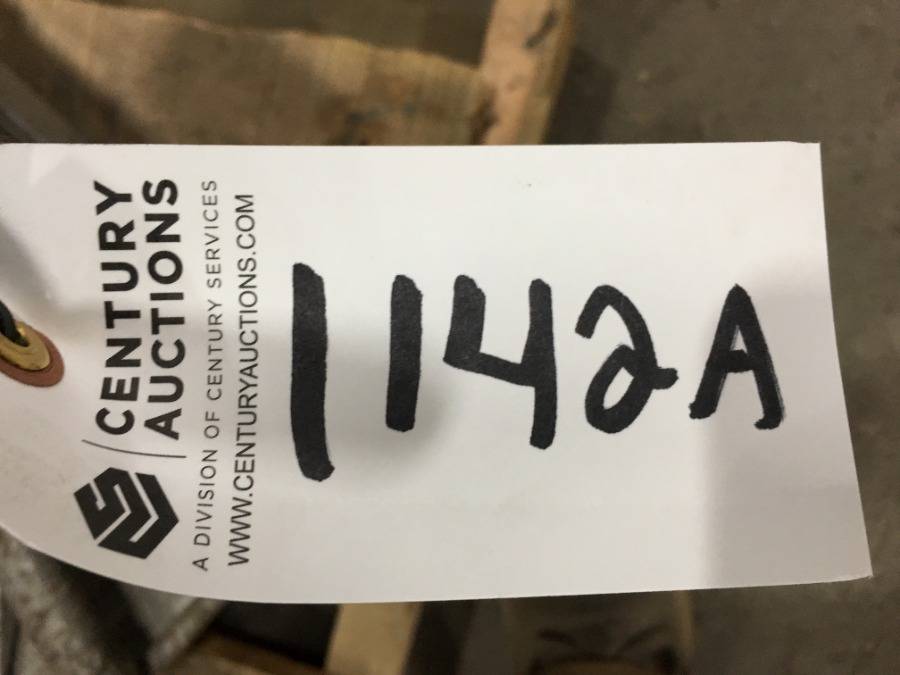 CENTURY
AUCTIONS
A DIVISION OF CENTURY SERVICES
WWW.CENTURYAUCTIONS.COM
1142A